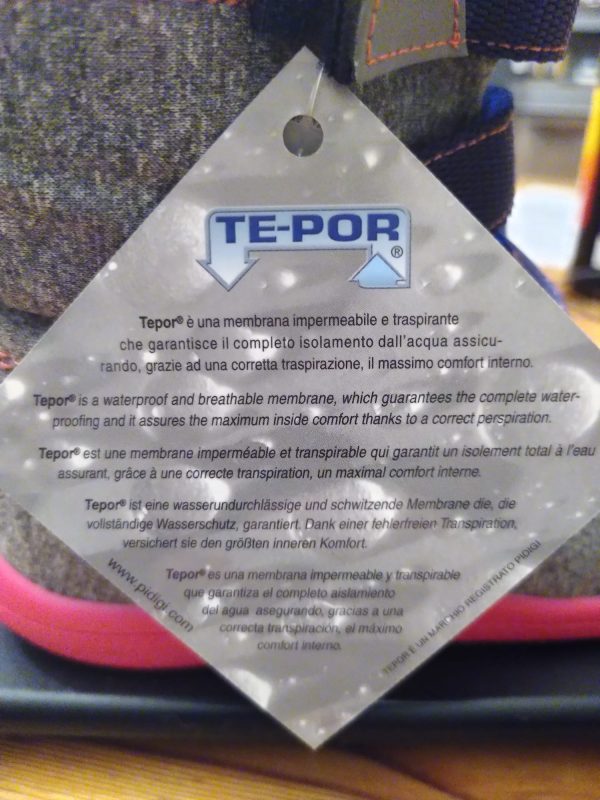 TE-POR
®
Tepor® è una membrana impermeabile e traspirante
che garantisce il completo isolamento dall'acqua assicu-
rando, grazie ad una corretta traspirazione, il massimo comfort interno.
Tepor® is a waterproof and breathable membrane, which guarantees the complete water-
proofing and it assures the maximum inside comfort thanks to a correct perspiration.
Tepor® est une membrane imperméable et transpirable qui garantit un isolement total à l'eau
assurant, grâce à une correcte transpiration, un maximal comfort interne.
Tepor® ist eine wasserundurchlässige und schwitzende Membrane die, die
vollständige Wasserschutz, garantiert. Dank einer fehlerfreien Transpiration,
versichert sie den größten inneren Komfort.
Tepor® es una membrana impermeable y transpirable
que garantiza el completo aislamiento
del agua asegurando, gracias a una
correcta transpiración, el máximo
comfort interno.
www.pidigi.com
TEPOR È UN MARCHIO REGISTRATO PIDIGI